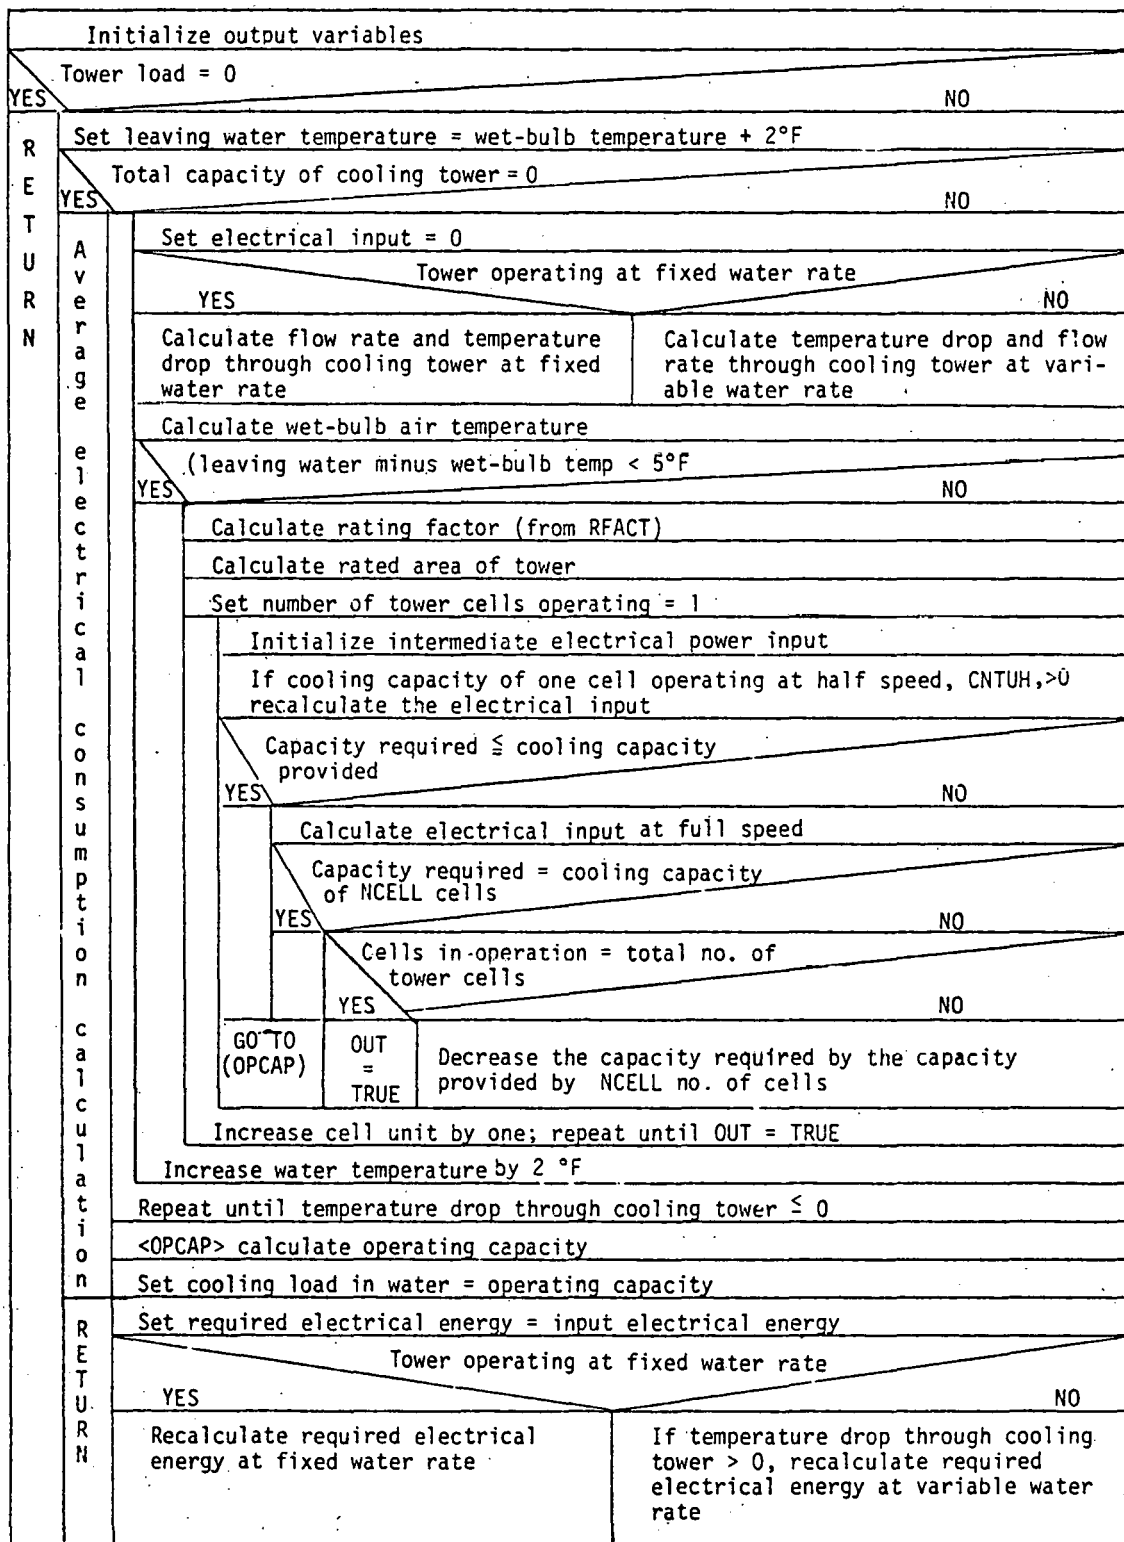 Initialize output variables
Tower load = 0
YES
NO
RETURN
Set leaving water temperature = wet-bulb temperature + 2°F
Total capacity of cooling tower = 0
YES
NO
Average electrical consumption calculation
Set electrical input = 0
Tower operating at fixed water rate
YES
NO
Calculate flow rate and temperature
drop through cooling tower at fixed
water rate
Calculate temperature drop and flow
rate through cooling tower at vari-
able water rate
Calculate wet-bulb air temperature
(leaving water minus wet-bulb temp < 5°F
YES
NO
Calculate rating factor (from RFACT)
Calculate rated area of tower
Set number of tower cells operating = 1
Initialize intermediate electrical power input
If cooling capacity of one cell operating at half speed, CNTUH,>0
recalculate the electrical input
Capacity required ≦ cooling capacity
provided
YES
NO
Calculate electrical input at full speed
Capacity required = cooling capacity
of NCELL cells
YES
NO
Cells in operation = total no. of
tower cells
YES
NO
GO TO
(OPCAP)
OUT
=
TRUE
Decrease the capacity required by the capacity
provided by NCELL no. of cells
Increase cell unit by one; repeat until OUT = TRUE
Increase water temperature by 2 °F
Repeat until temperature drop through cooling tower ≤ 0
<OPCAP> calculate operating capacity
Set cooling load in water = operating capacity
RETURN
Set required electrical energy = input electrical energy
Tower operating at fixed water rate
YES
NO
Recalculate required electrical
energy at fixed water rate
If temperature drop through cooling
tower > 0, recalculate required
electrical energy at variable water
rate